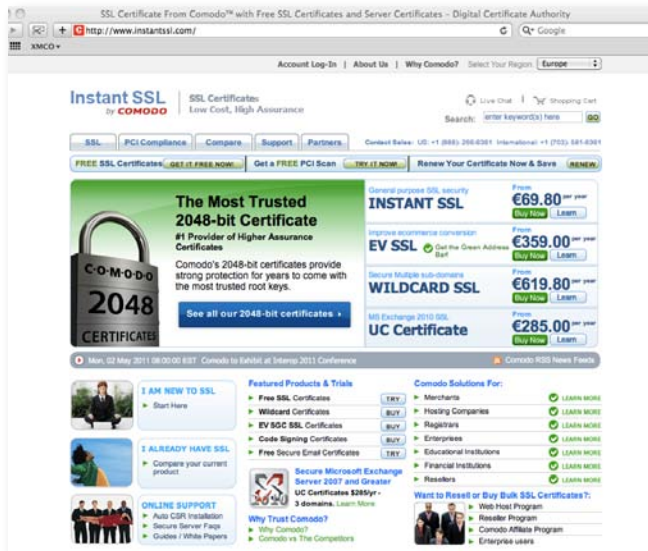 SSL Certificate From Comodo™ with Free SSL Certificates and Server Certificates – Digital Certificate Authority
http://www.instantssl.com/
Google
XMCO
Account Log-In | About Us | Why Comodo? Select Your Region: Europe
Instant SSL
by COMODO
SSL Certificates
Low Cost, High Assurance
Live Chat | Shopping Cart
Search: enter keyword(s) here GO
SSL PCI Compliance Compare Support Partners
Contact Sales: US: +1 (888)
International: +1 (703)
FREE SSL Certificates GET IT FREE NOW! Get a FREE PCI Scan TRY IT NOW! Renew Your Certificate Now & Save RENEW
The Most Trusted
2048-bit Certificate
#1 Provider of Higher Assurance
Certificates
Comodo's 2048-bit certificates provide
strong protection for years to come with
the most trusted root keys.
See all our 2048-bit certificates
COMODO
2048
CERTIFICATES
General purpose SSL security
INSTANT SSL
From
€69.80 per year
Buy Now Learn
Improve ecommerce conversion
EV SSL Get the Green Address
Bar!
From
€359.00 per year
Buy Now Learn
Secure Multiple sub-domains
WILDCARD SSL
From
€619.80 per year
Buy Now Learn
MS Exchange 2010 SSL
UC Certificate
From
€285.00 per year
Buy Now Learn
Mon, 02 May 2011 08:00:00 EST Comodo to Exhibit at Interop 2011 Conference
Comodo RSS News Feeds
I AM NEW TO SSL
Start Here
I ALREADY HAVE SSL
Compare your current
product
ONLINE SUPPORT
Auto CSR Installation
Secure Server Faqs
Guides / White Papers
Featured Products & Trials
Free SSL Certificates TRY
Wildcard Certificates BUY
EV SGC SSL Certificates BUY
Code Signing Certificates BUY
Free Secure Email Certificates TRY
Secure Microsoft Exchange
Server 2007 and Greater
UC Certificates $285/yr -
3 domains. Learn More
Why Trust Comodo?
Why Comodo?
Comodo vs The Competitors
Comodo Solutions For:
Merchants LEARN MORE
Hosting Companies LEARN MORE
Registrars LEARN MORE
Enterprises LEARN MORE
Educational Institutions LEARN MORE
Financial Institutions LEARN MORE
Resellers LEARN MORE
Want to Resell or Buy Bulk SSL Certificates?:
Web Host Program
Reseller Program
Comodo Affiliate Program
Enterprise users